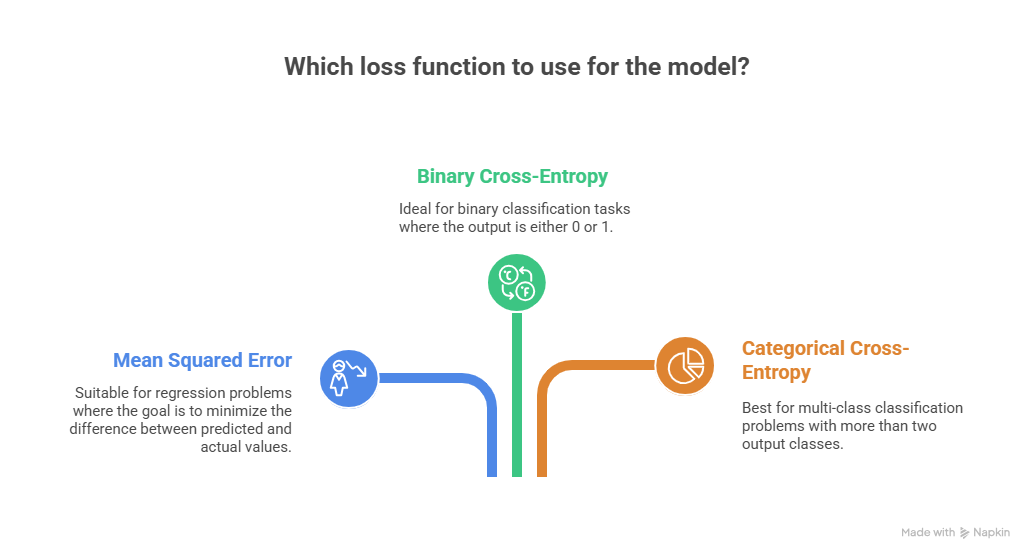 Which loss function to use for the model?
Binary Cross-Entropy
Ideal for binary classification tasks
where the output is either 0 or 1.
°C
°F
Mean Squared Error
Suitable for regression problems
where the goal is to minimize the
difference between predicted and
actual values.
Categorical Cross-
Entropy
Best for multi-class classification
problems with more than two
output classes.
Made with Napkin